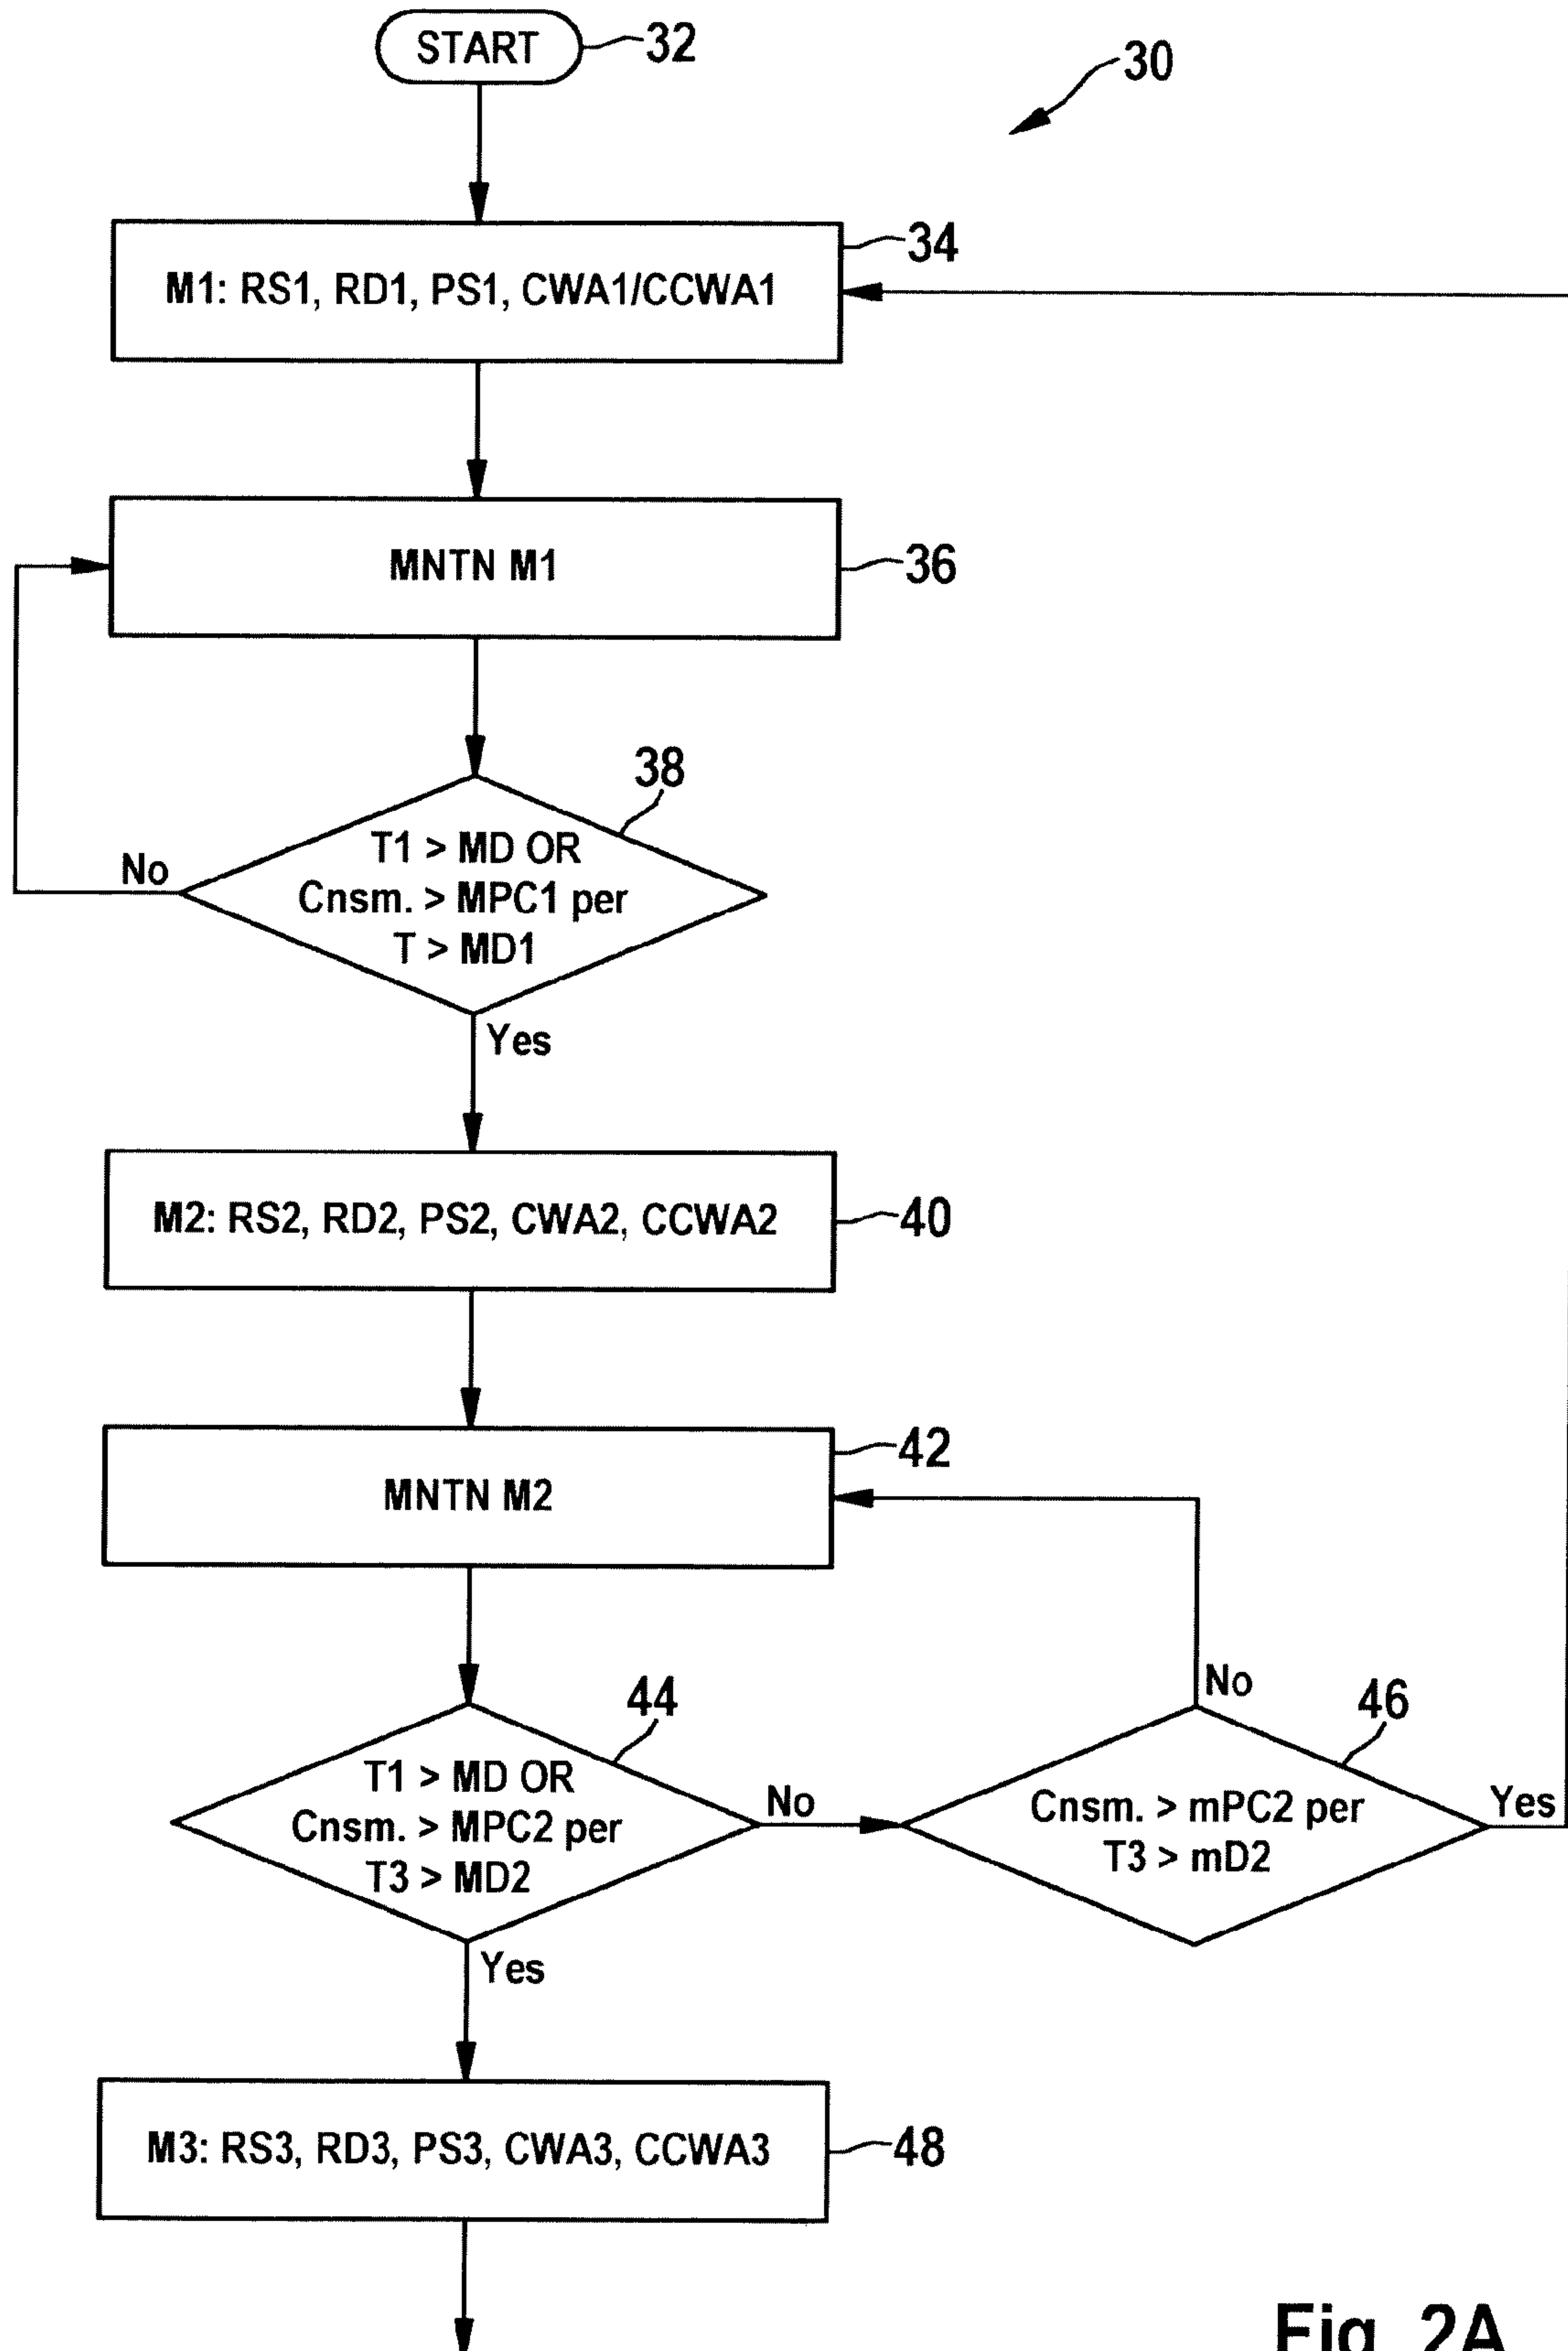 START
32
30
34
M1: RS1, RD1, PS1, CWA1/CCWA1
MNTN M1
36
38
T1 > MD OR
Cnsm. > MPC1 per
T > MD1
No
Yes
M2: RS2, RD2, PS2, CWA2, CCWA2
40
42
MNTN M2
44
T1 > MD OR
Cnsm. > MPC2 per
T3 > MD2
No
No
46
Cnsm. > mPC2 per
T3 > mD2
Yes
Yes
M3: RS3, RD3, PS3, CWA3, CCWA3
48
Fig. 2A